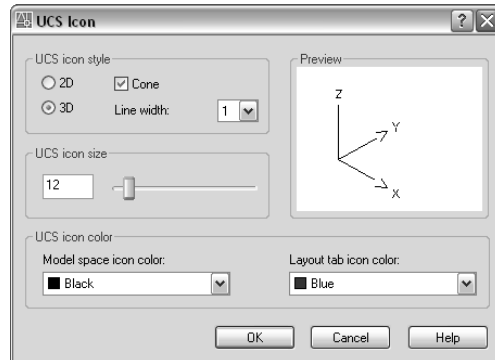 UCS Icon
UCS icon style
2D
Cone
3D
Line width:
1
Preview
Z
Y
X
UCS icon size
12
UCS icon color
Model space icon color:
Black
Layout tab icon color:
Blue
OK
Cancel
Help